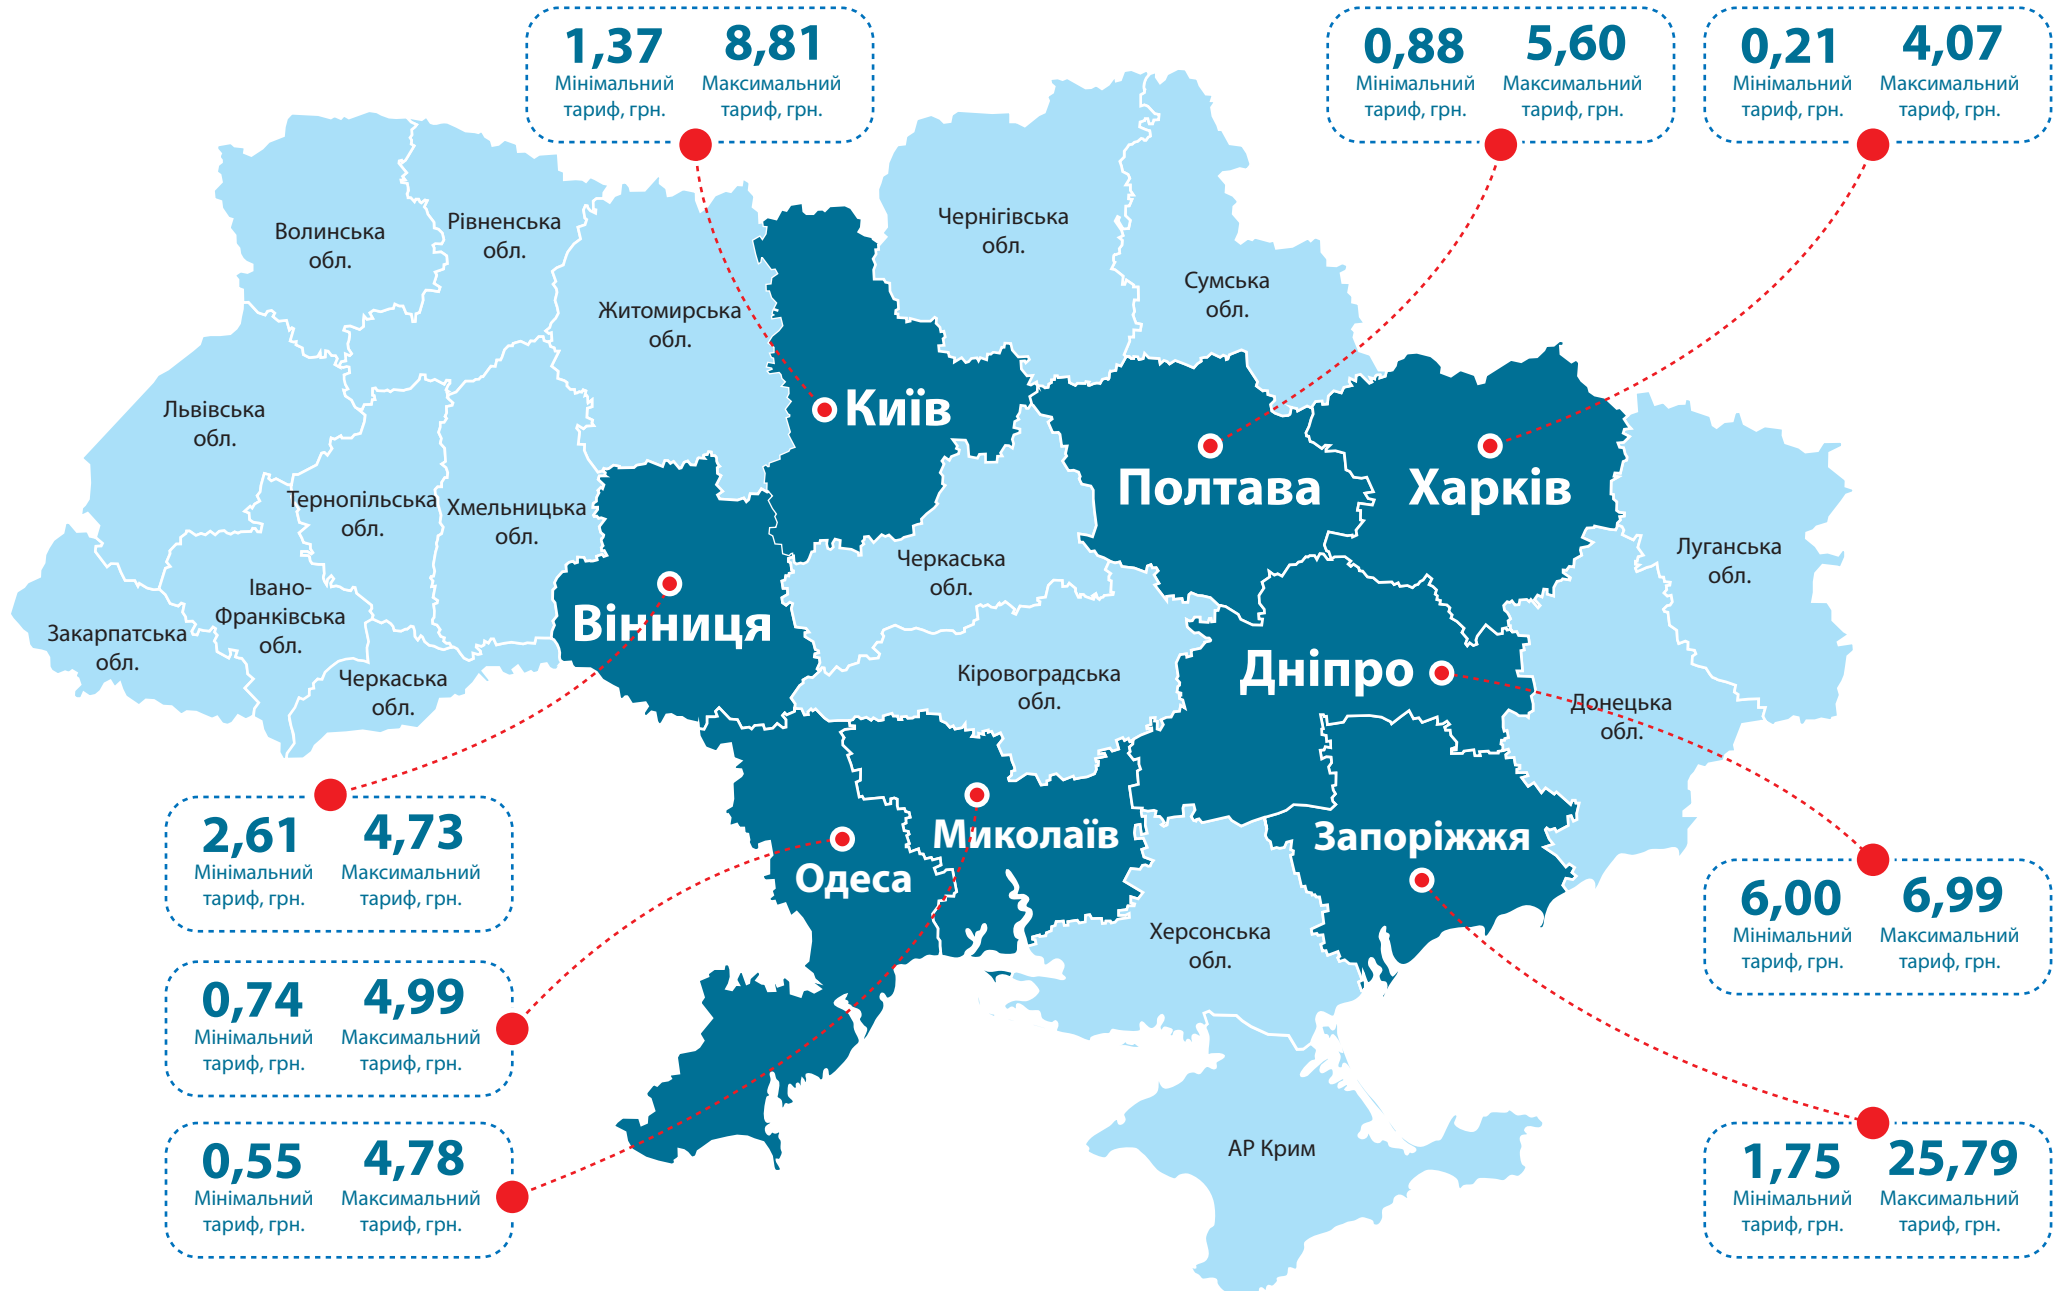 1,37 8,81
Мінімальний Максимальний
тариф, грн. тариф, грн.
0,88 5,60
Мінімальний Максимальний
тариф, грн. тариф, грн.
0,21 4,07
Мінімальний Максимальний
тариф, грн. тариф, грн.
Волинська
обл.
Рівненська
обл.
Житомирська
обл.
Чернігівська
обл.
Сумська
обл.
Львівська
обл.
Київ
Полтава
Харків
Тернопільська
обл.
Хмельницька
обл.
Черкаська
обл.
Луганська
обл.
Івано-
Франківська
обл.
Закарпатська
обл.
Черкаська
обл.
Вінниця
Кіровоградська
обл.
Дніпро
Донецька
обл.
Миколаїв
Одеса
Запоріжжя
Херсонська
обл.
АР Крим
2,61 4,73
Мінімальний Максимальний
тариф, грн. тариф, грн.
0,74 4,99
Мінімальний Максимальний
тариф, грн. тариф, грн.
0,55 4,78
Мінімальний Максимальний
тариф, грн. тариф, грн.
6,00 6,99
Мінімальний Максимальний
тариф, грн. тариф, грн.
1,75 25,79
Мінімальний Максимальний
тариф, грн. тариф, грн.